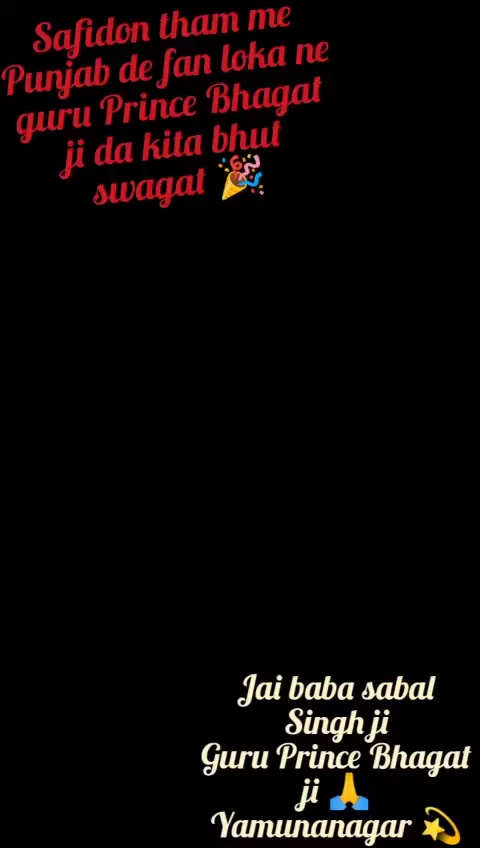 Safidon tham me
Punjab de fan loka ne
guru Prince Bhagat
ji da kita bhut
swagat 🎉
Jai baba sabal
Singh ji
Guru Prince Bhagat
ji 🙏
Yamunanagar 💫